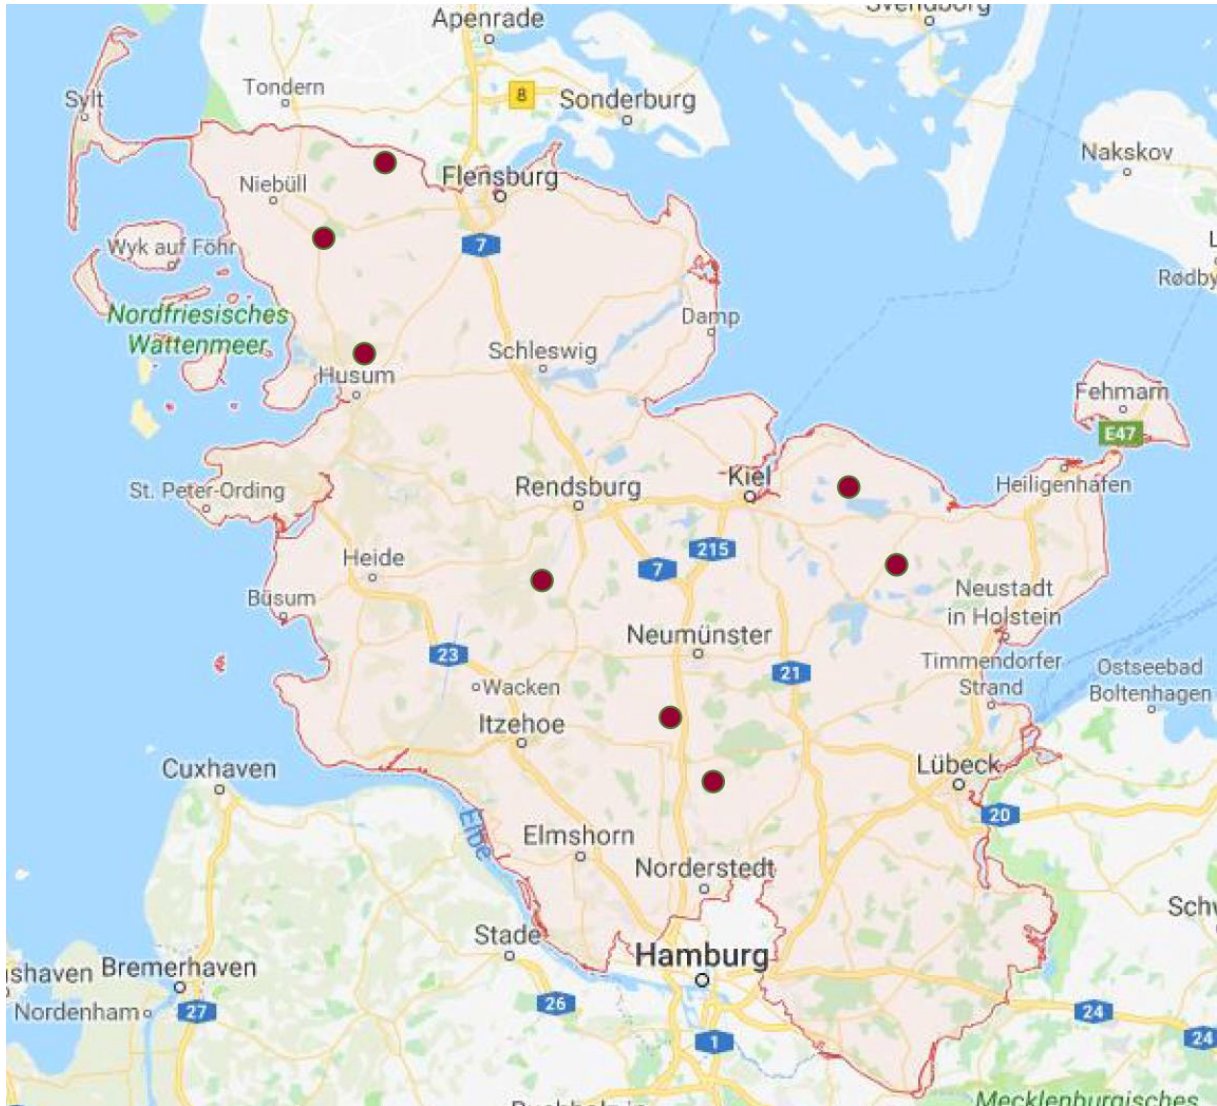 Svendborg
Apenrade
Tondern
8
Sonderburg
Sylt
Nakskov
Niebüll
Flensburg
Wyk auf Föhr
7
Rødby
Nordfriesisches
Wattenmeer
Damp
Schleswig
Husum
Fehmarn
E47
St. Peter-Ording
Rendsburg
Kiel
Heiligenhafen
Heide
215
7
Büsum
Neustadt
in Holstein
Neumünster
23
21
Timmendorfer
Strand
Ostseebad
Boltenhagen
Wacken
Itzehoe
Cuxhaven
Lübeck
20
Elbe
Elmshorn
Norderstedt
Schw
Stade
Hamburg
shaven
Bremerhaven
Nordenham
27
26
24
24
1
Mecklenburgisches